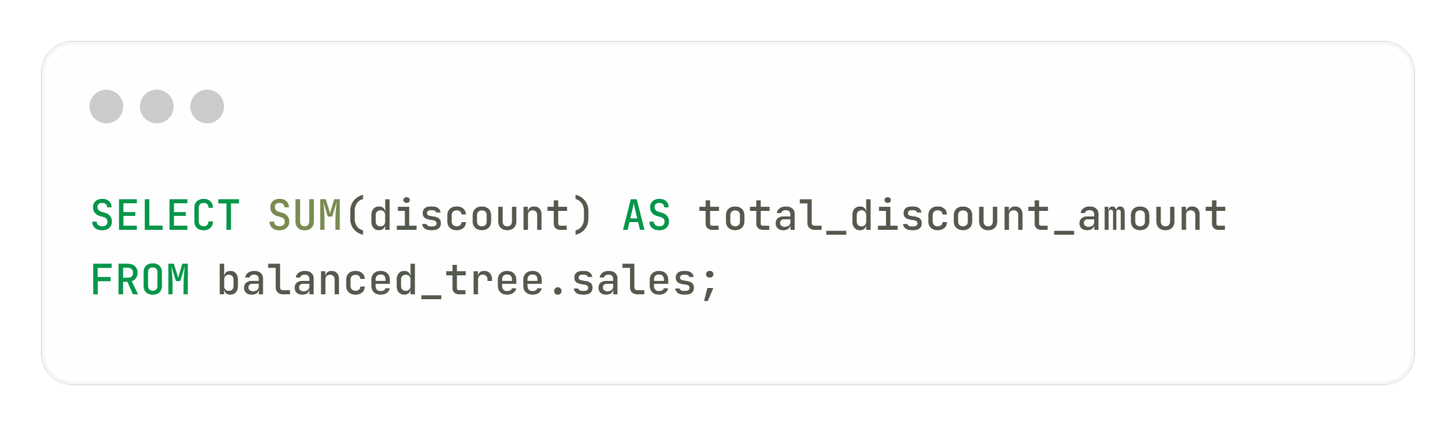 SELECT SUM(discount) AS total_discount_amount
FROM balanced_tree.sales;